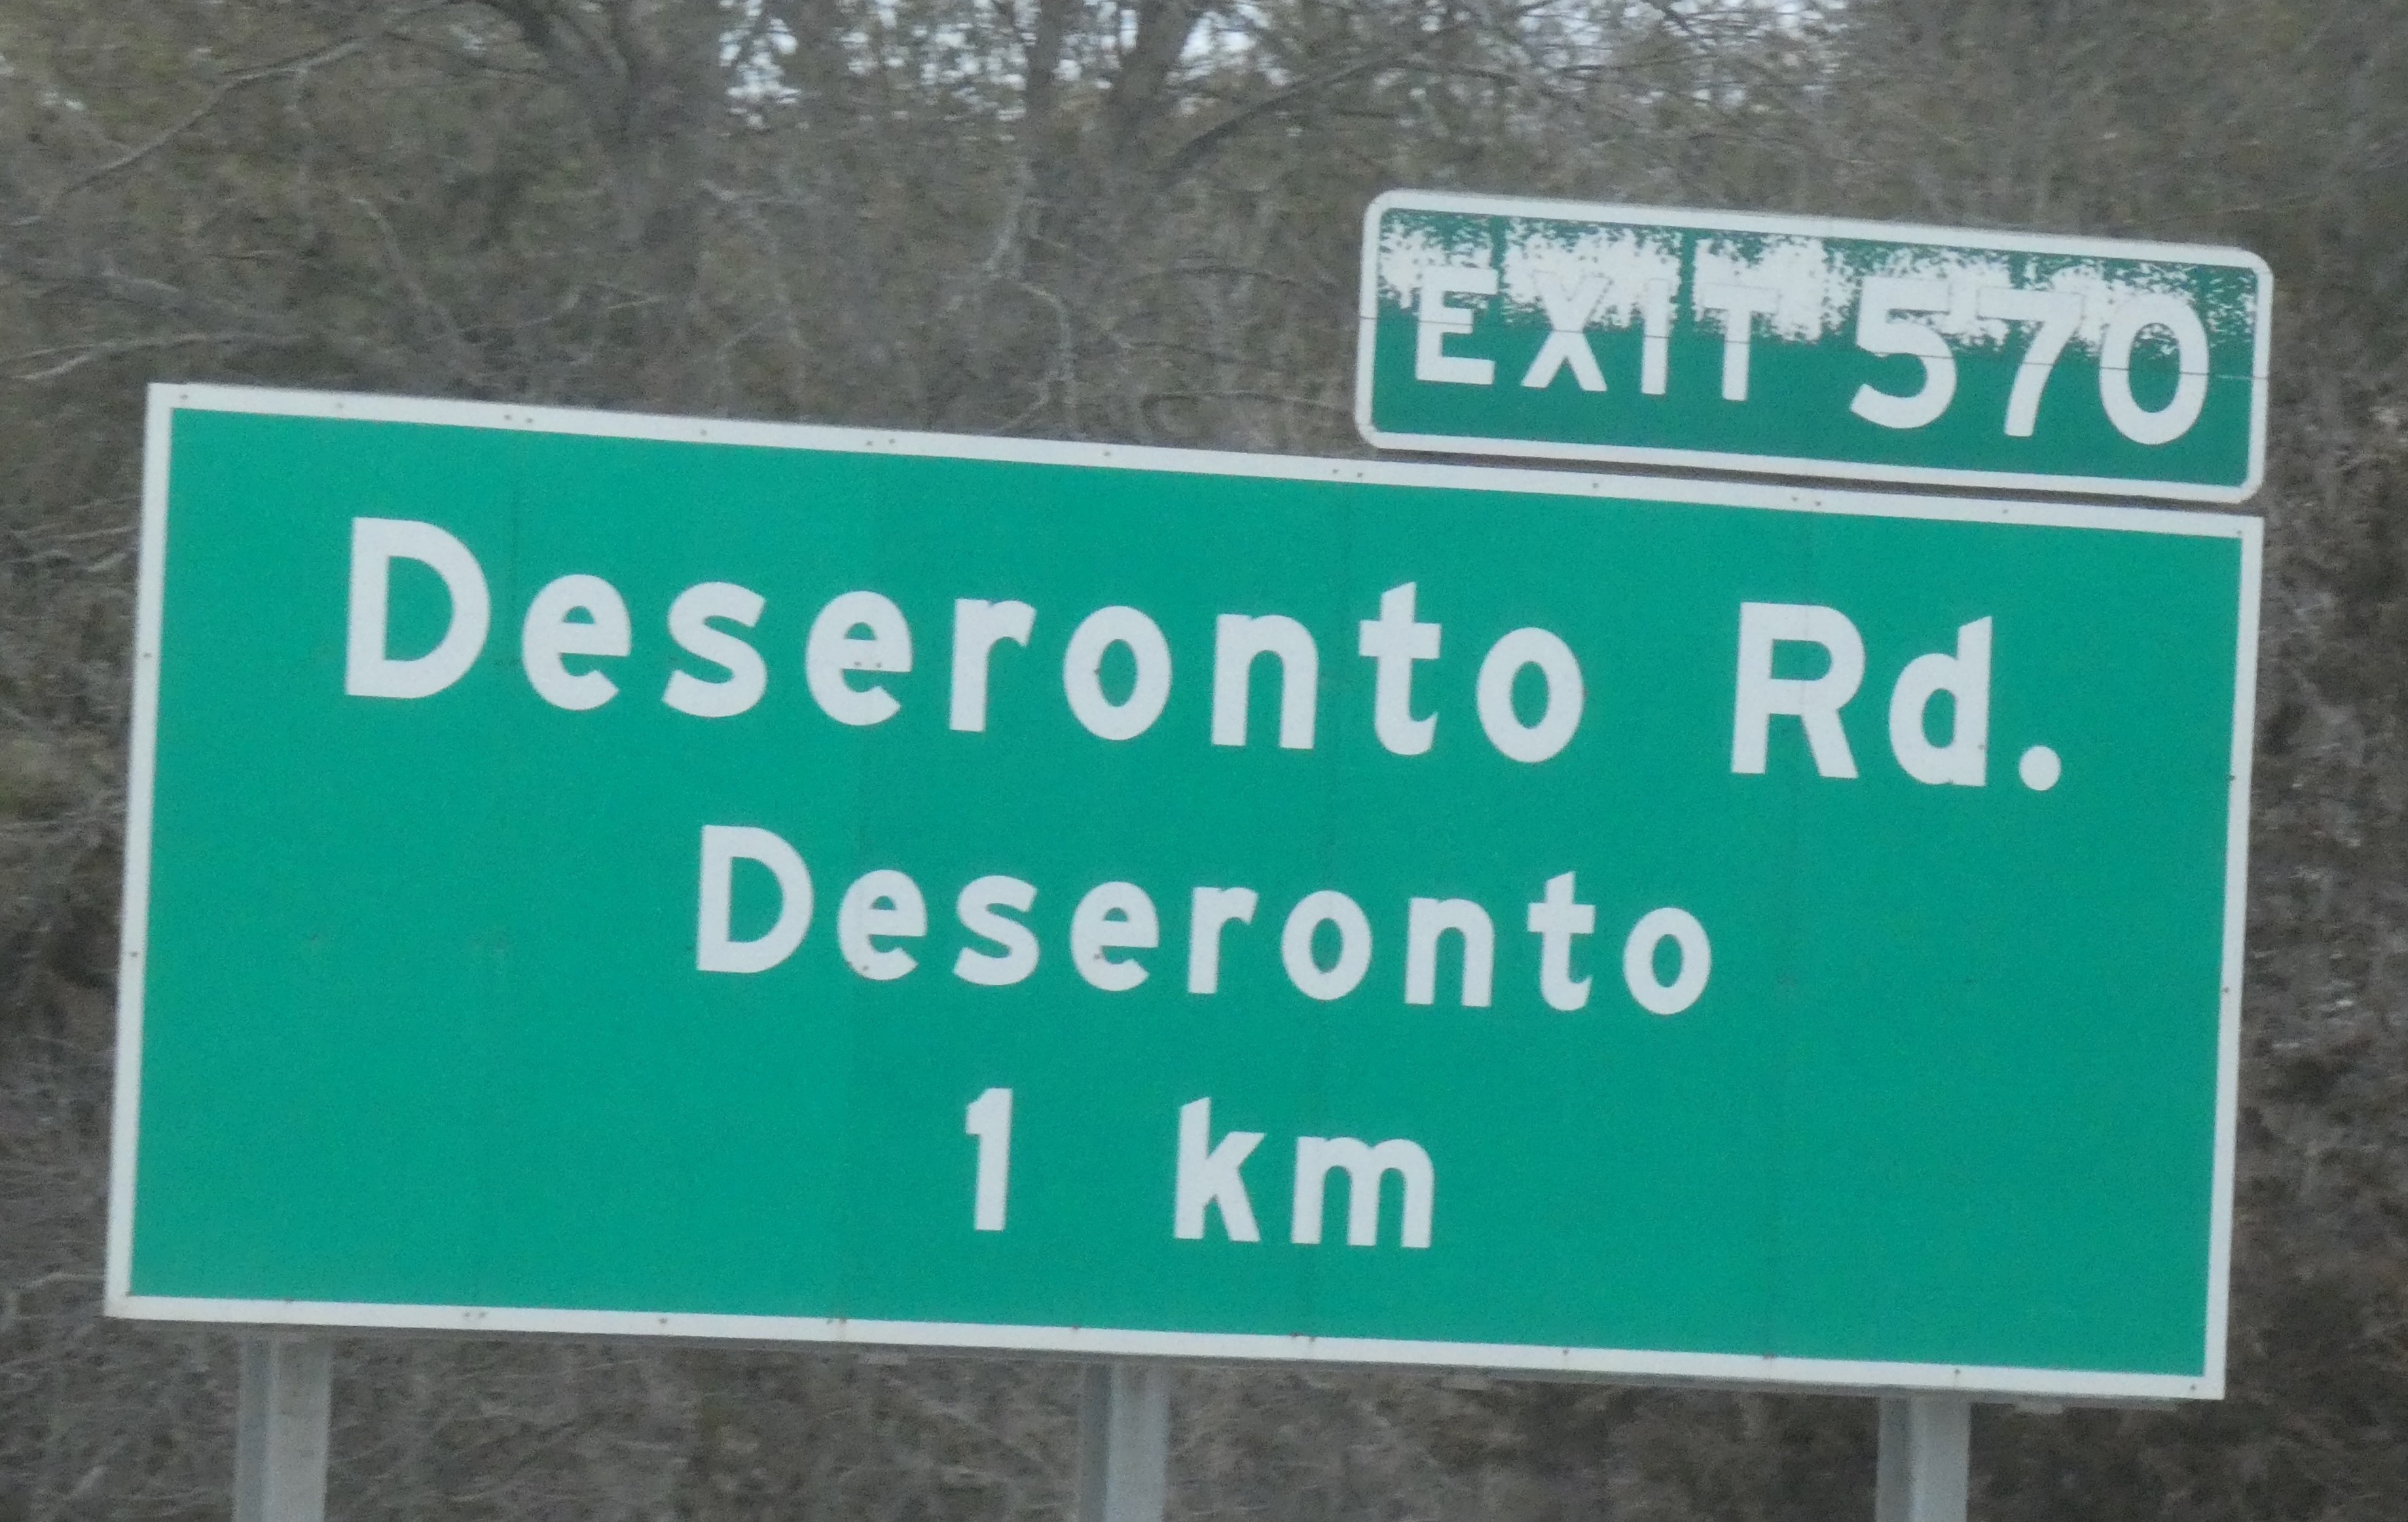 EXIT 570
Deseronto Rd.
Deseronto
1 km